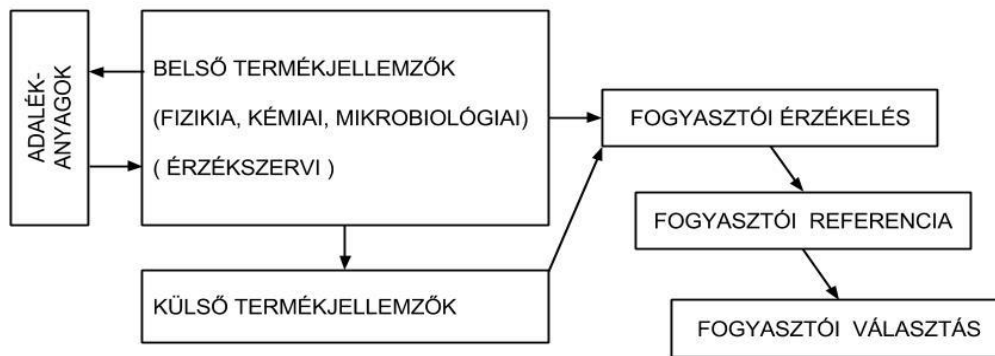 ADALÉK-
ANYAGOK
BELSŐ TERMÉKJELLEMZŐK
(FIZIKIA, KÉMIAI, MIKROBIOLÓGIAI)
( ÉRZÉKSZERVI )
KÜLSŐ TERMÉKJELLEMZŐK
FOGYASZTÓI ÉRZÉKELÉS
FOGYASZTÓI REFERENCIA
FOGYASZTÓI VÁLASZTÁS